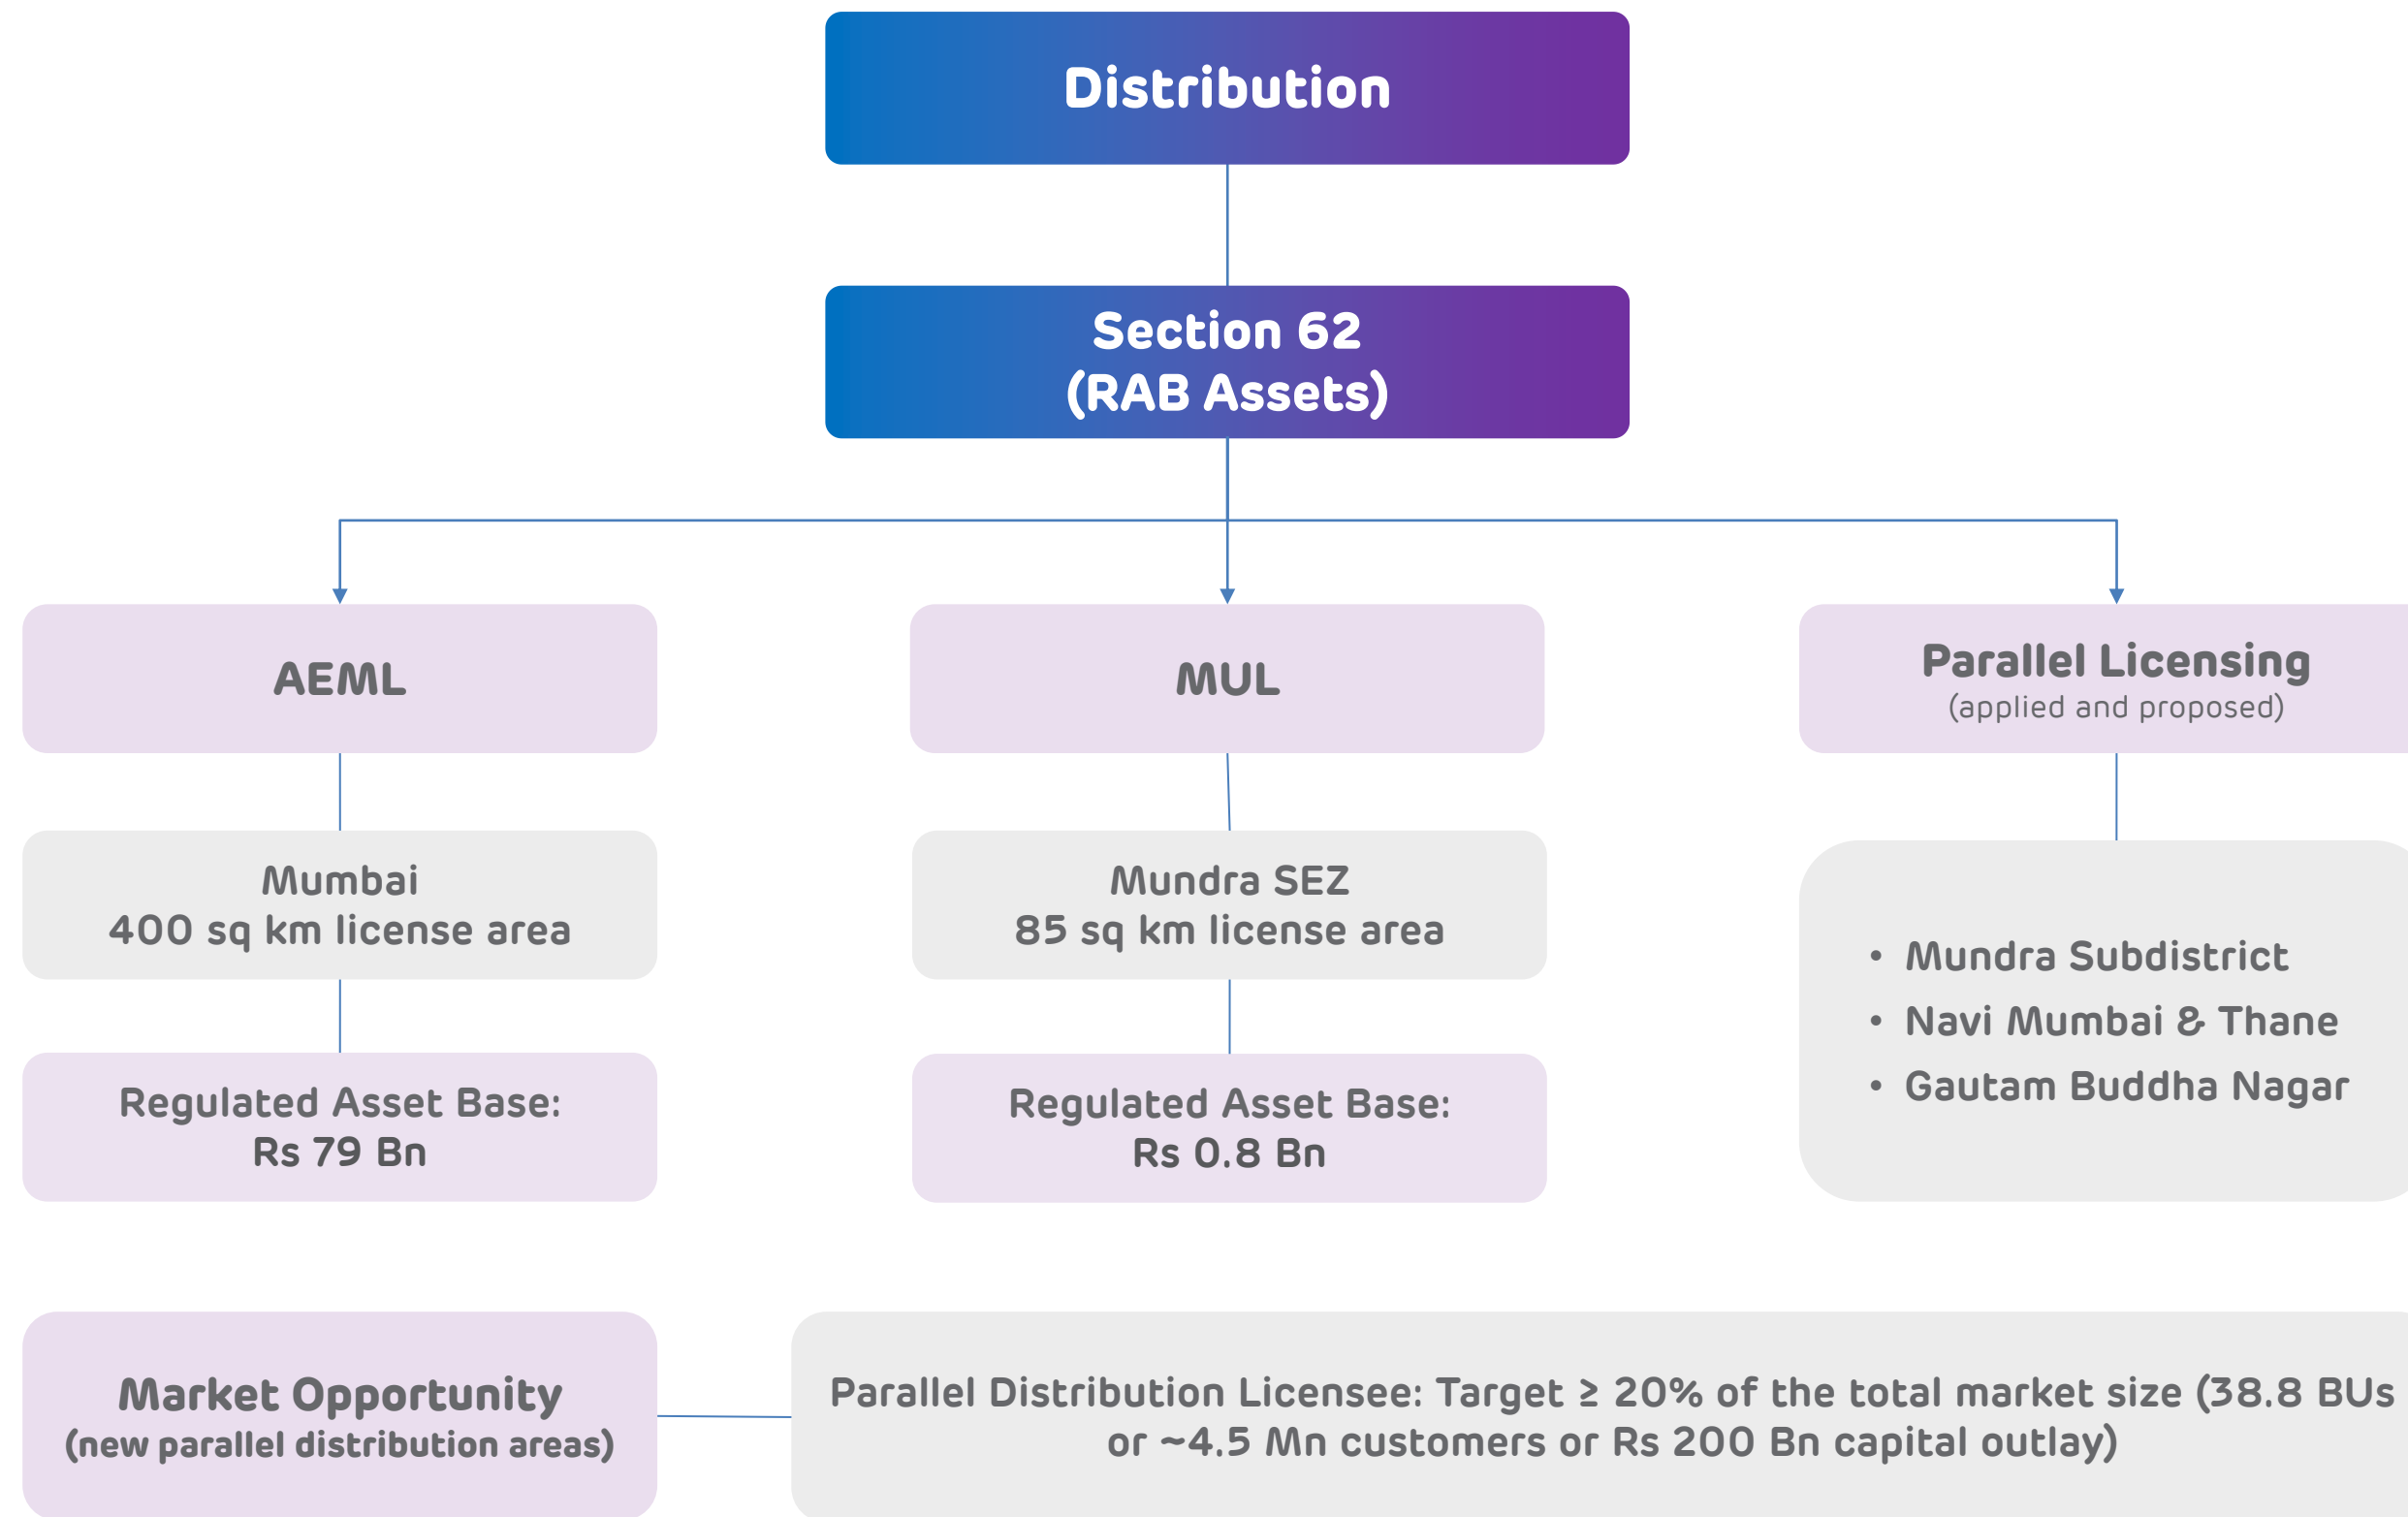 Distribution
Section 62
(RAB Assets)
AEML
MUL
Parallel Licensing
(applied and proposed)
Mumbai
400 sq km license area
Mundra SEZ
85 sq km license area
• Mundra Subdistrict
• Navi Mumbai & Thane
• Gautam Buddha Nagar
Regulated Asset Base:
Rs 79 Bn
Regulated Asset Base:
Rs 0.8 Bn
Market Opportunity
(new parallel distribution areas)
Parallel Distribution Licensee: Target ≥ 20% of the total market size (38.8 BUs
or ~4.5 Mn customers or Rs 200 Bn capital outlay)